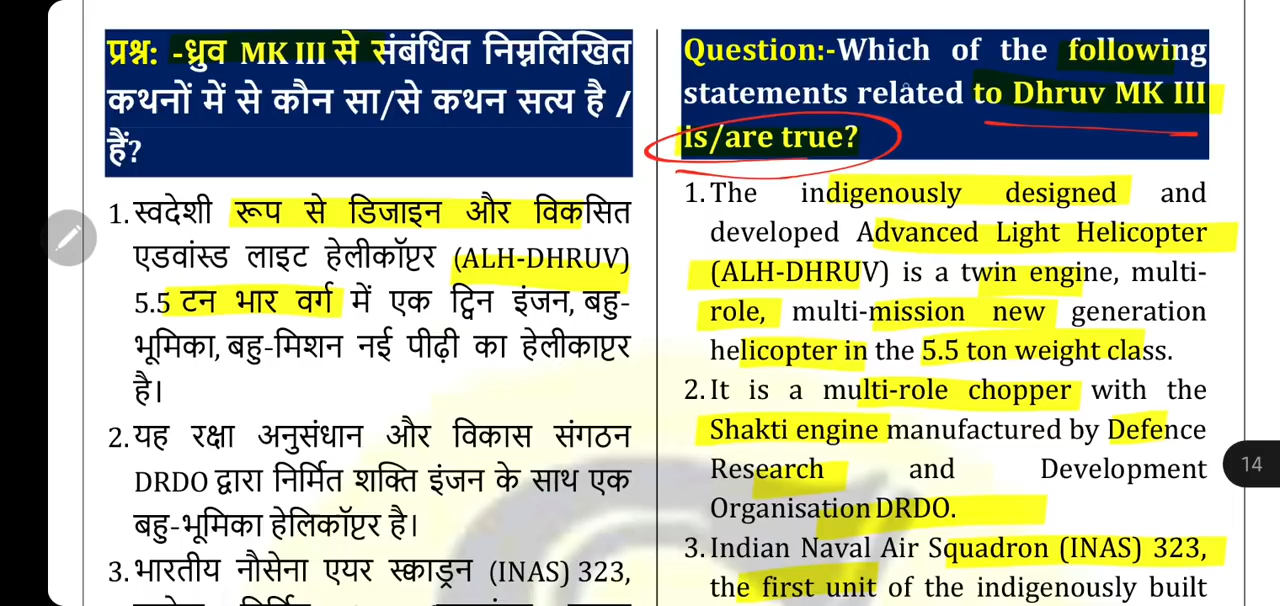 प्रश्न: -ध्रुव MK III से संबंधित निम्नलिखित
कथनों में से कौन सा/से कथन सत्य है /
हैं?
1. स्वदेशी रूप से डिजाइन और विकसित
एडवांस्ड लाइट हेलीकॉप्टर (ALH-DHRUV)
5.5 टन भार वर्ग में एक ट्विन इंजन, बहु-
भूमिका, बहु-मिशन नई पीढ़ी का हेलीकाप्टर
है।
2. यह रक्षा अनुसंधान और विकास संगठन
DRDO द्वारा निर्मित शक्ति इंजन के साथ एक
बहु-भूमिका हेलिकॉप्टर है।
3. भारतीय नौसेना एयर स्क्वाड्रन (INAS) 323,
Question:-Which of the following
statements related to Dhruv MK III
is/are true?
1. The indigenously designed and
developed Advanced Light Helicopter
(ALH-DHRUV) is a twin engine, multi-
role, multi-mission new generation
helicopter in the 5.5 ton weight class.
2. It is a multi-role chopper with the
Shakti engine manufactured by Defence
Research and Development
Organisation DRDO.
3. Indian Naval Air Squadron (INAS) 323,
the first unit of the indigenously built
14